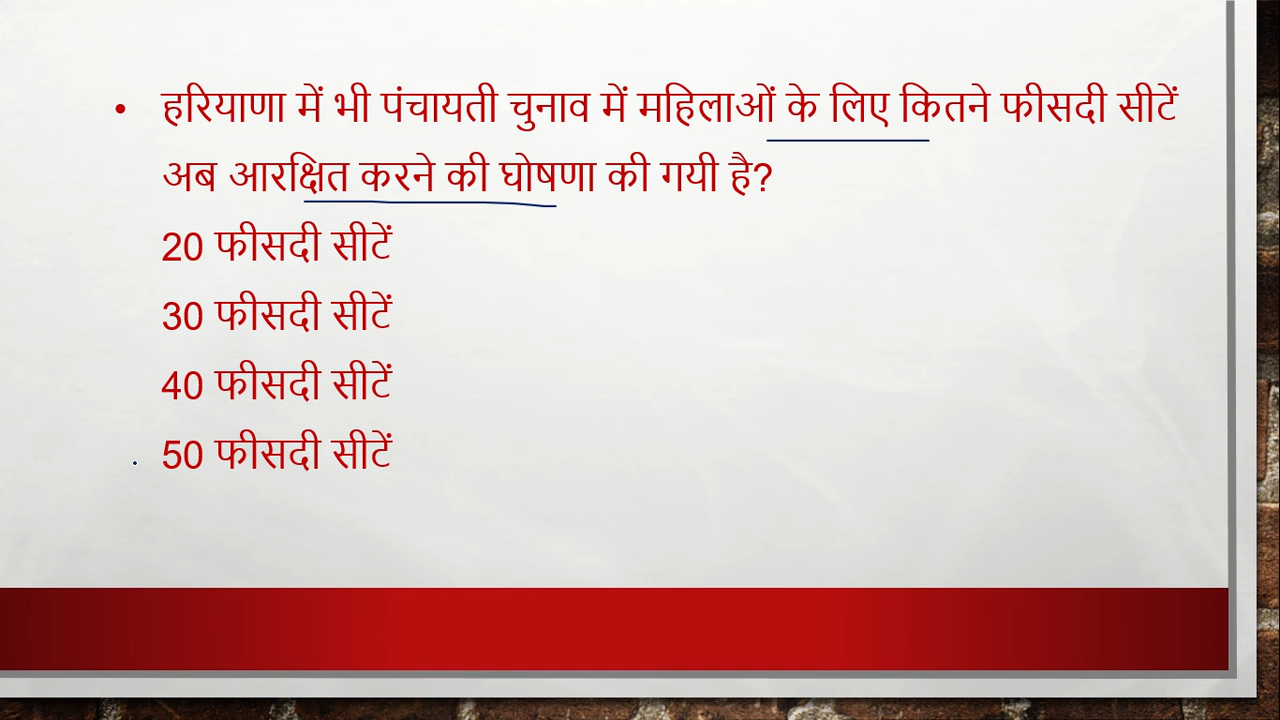 • हरियाणा में भी पंचायती चुनाव में महिलाओं के लिए कितने फीसदी सीटें
अब आरक्षित करने की घोषणा की गयी है?
20 फीसदी सीटें
30 फीसदी सीटें
40 फीसदी सीटें
50 फीसदी सीटें